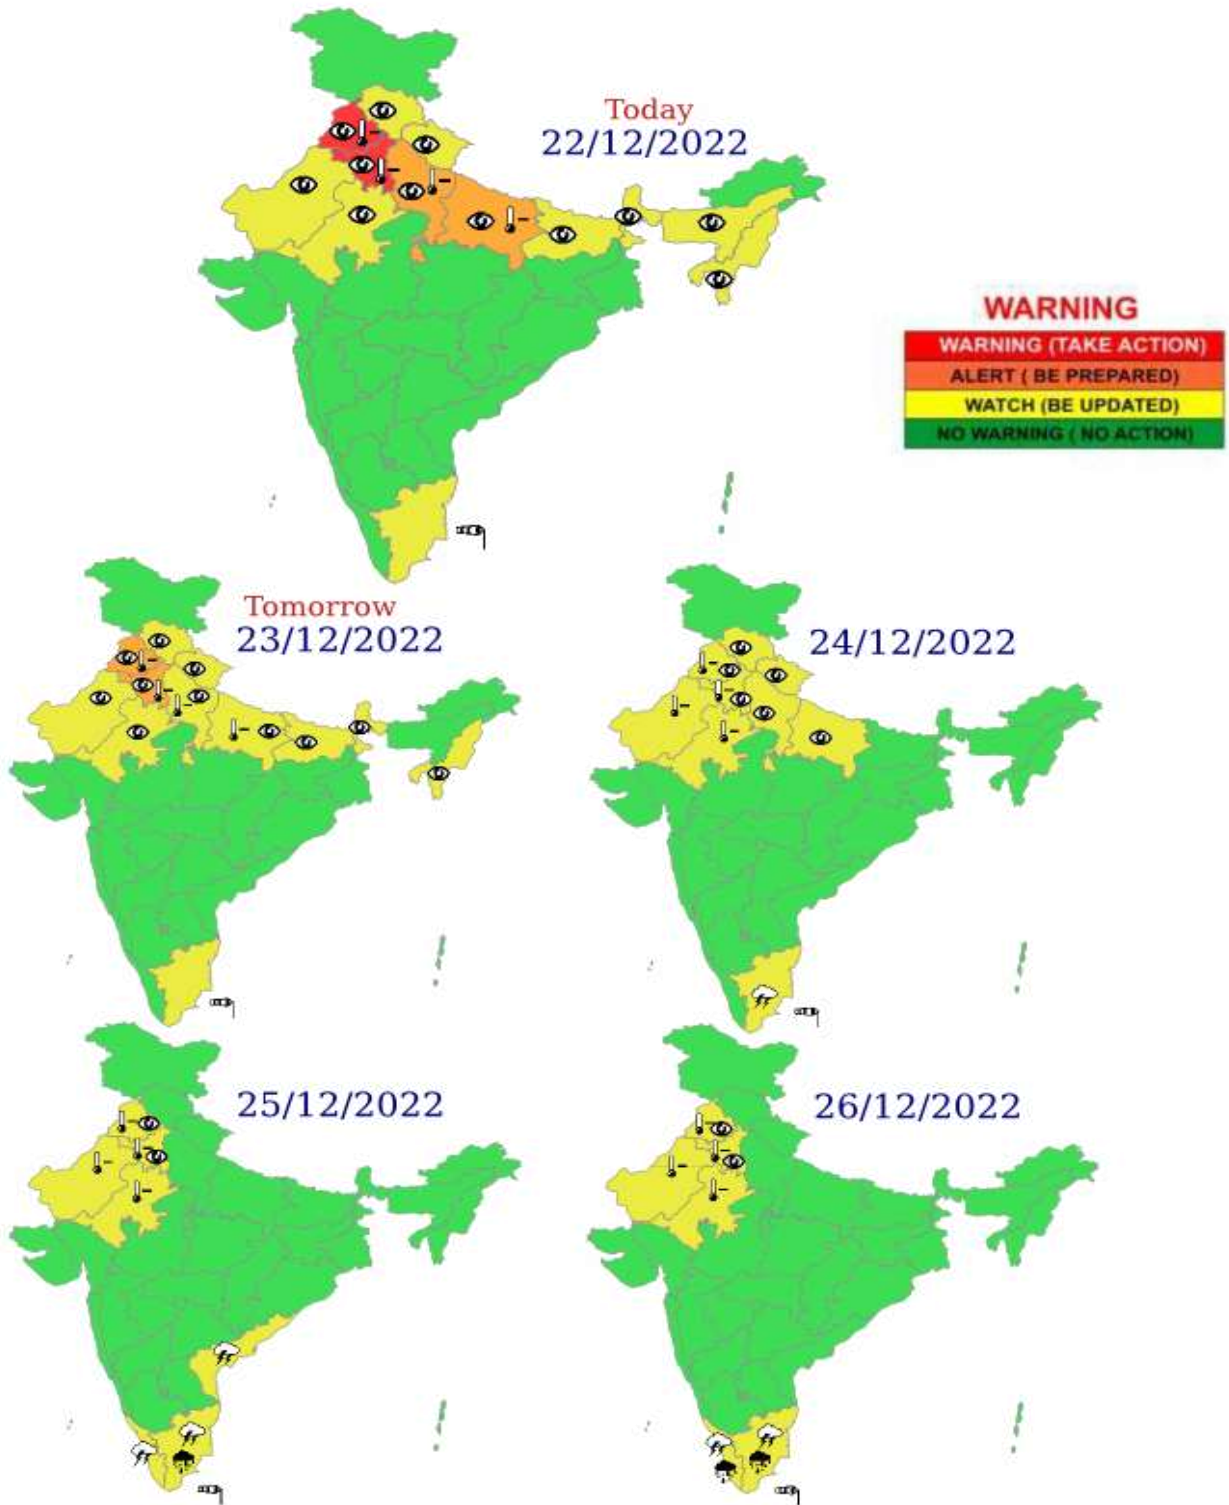 Today
22/12/2022
WARNING
WARNING (TAKE ACTION)
ALERT ( BE PREPARED)
WATCH (BE UPDATED)
NO WARNING ( NO ACTION)
Tomorrow
23/12/2022
24/12/2022
25/12/2022
26/12/2022